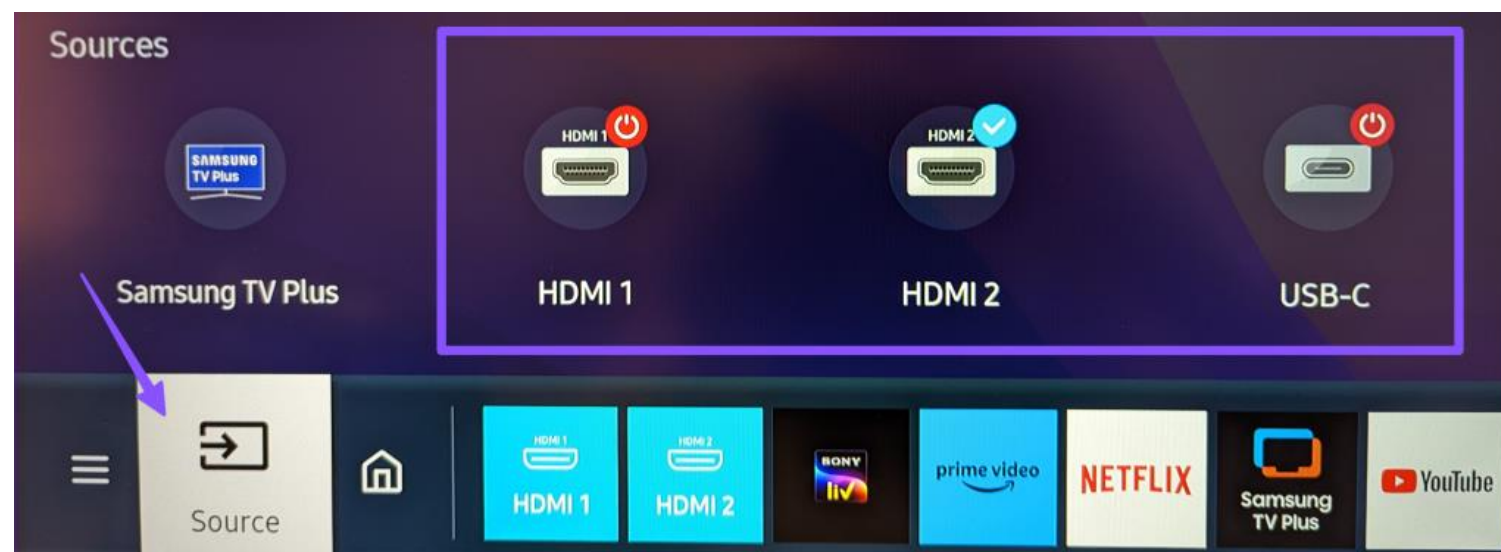 Sources
SAMSUNG
TV Plus
HDMI 1
HDMI 2
Samsung TV Plus
HDMI 1
HDMI 2
USB-C
Source
HDMI 1
HDMI 1
HDMI 2
HDMI 2
SONY
liv
prime video
NETFLIX
Samsung
TV Plus
YouTube